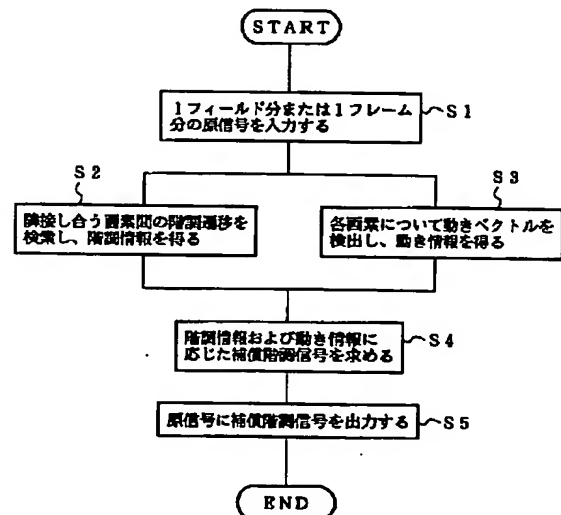 START
1フィールド分または1フレーム
分の原信号を入力する
S1
S2
隣接し合う画素間の階調遷移を
検索し、階調情報を得る
S3
各画素について動きベクトルを
検出し、動き情報を得る
階調情報および動き情報に
応じた補償階調信号を求める
S4
原信号に補償階調信号を出力する
S5
END